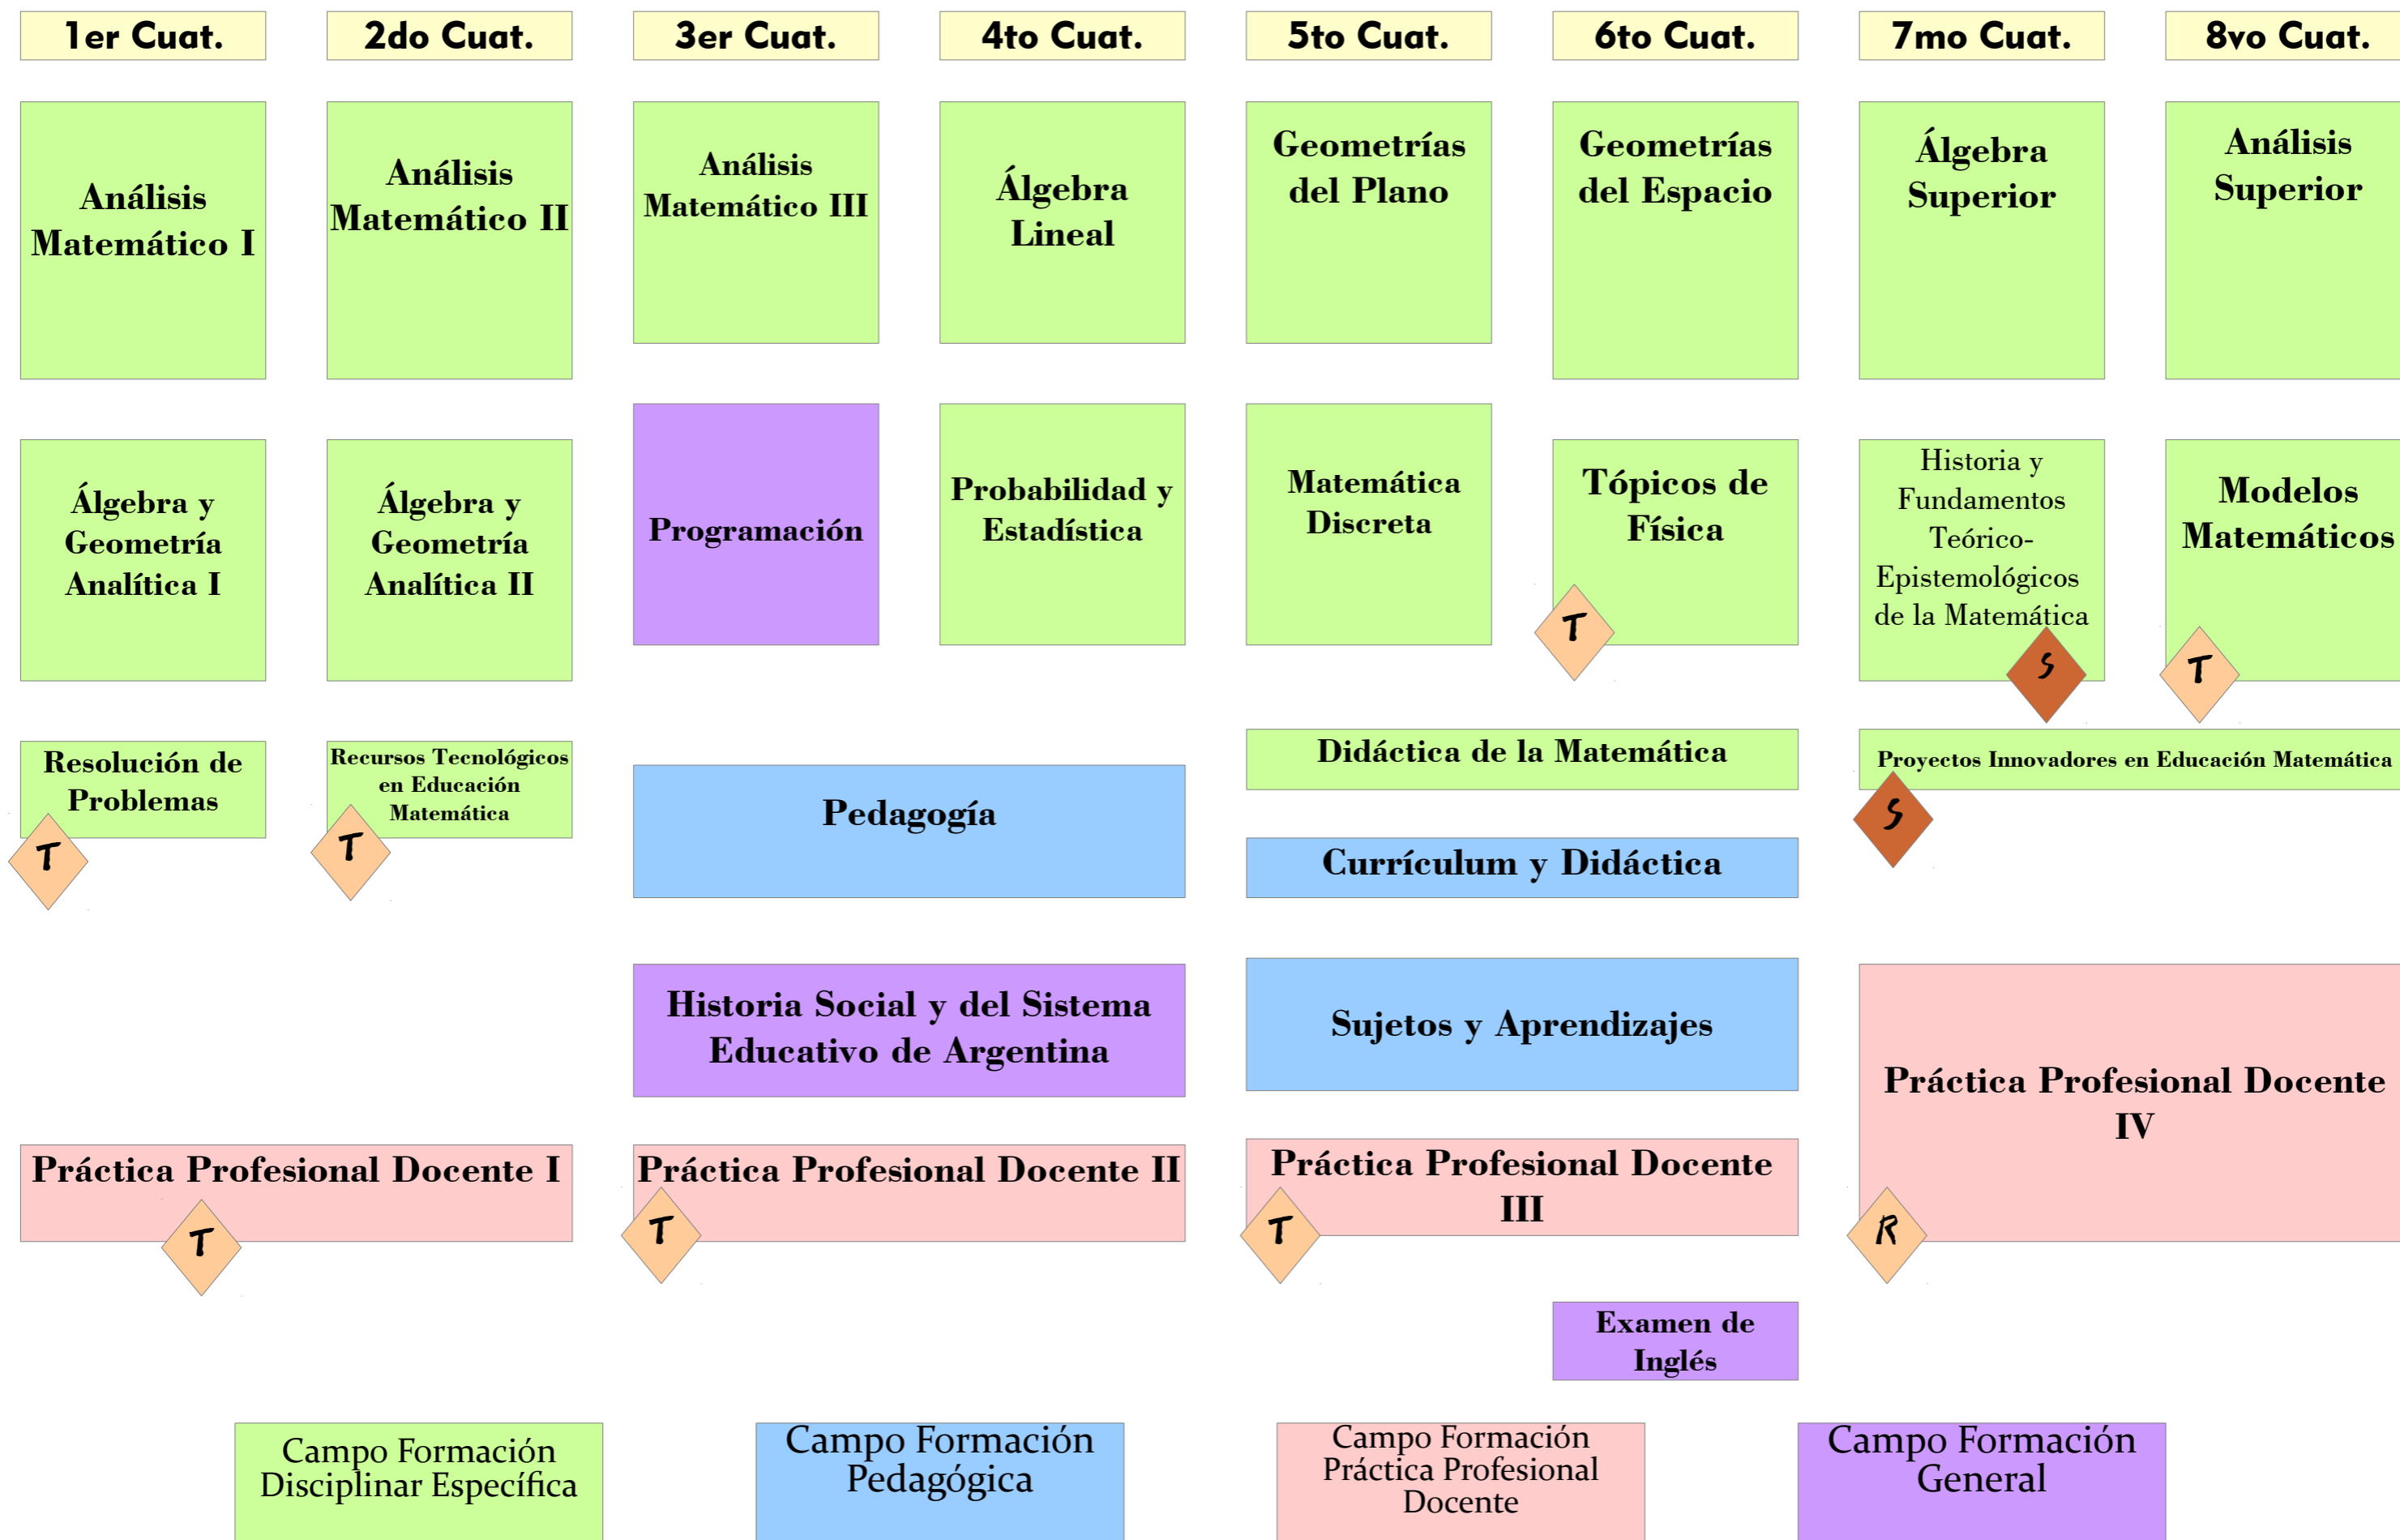 1er Cuat.
2do Cuat.
3er Cuat.
4to Cuat.
5to Cuat.
6to Cuat.
7mo Cuat.
8vo Cuat.
Análisis
Matemático I
Análisis
Matemático II
Análisis
Matemático III
Álgebra
Lineal
Geometrías
del Plano
Geometrías
del Espacio
Álgebra
Superior
Análisis
Superior
Álgebra y
Geometría
Analítica I
Álgebra y
Geometría
Analítica II
Programación
Probabilidad y
Estadística
Matemática
Discreta
Tópicos de
Física
T
Historia y
Fundamentos
Teórico-
Epistemológicos
de la Matemática
S
Modelos
Matemáticos
T
Resolución de
Problemas
T
Recursos Tecnológicos
en Educación
Matemática
T
Pedagogía
Didáctica de la Matemática
Proyectos Innovadores en Educación Matemática
S
Currículum y Didáctica
Historia Social y del Sistema
Educativo de Argentina
Sujetos y Aprendizajes
Práctica Profesional Docente
IV
R
Práctica Profesional Docente I
T
Práctica Profesional Docente II
T
Práctica Profesional Docente
III
T
Examen de
Inglés
Campo Formación
Disciplinar Específica
Campo Formación
Pedagógica
Campo Formación
Práctica Profesional
Docente
Campo Formación
General